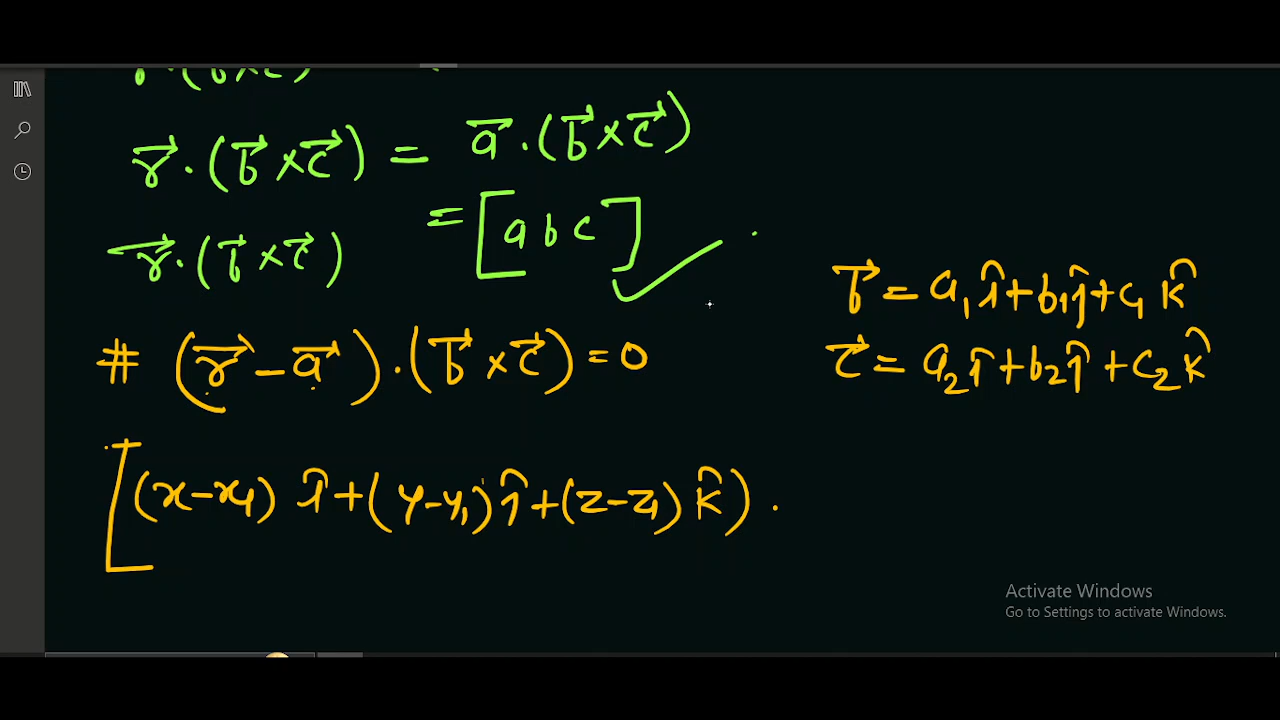 r⃗·(b⃗×c⃗) = a⃗·(b⃗×c⃗)
= [a b c]
r⃗·(b⃗×c⃗)
b⃗ = a₁î+b₁ĵ+c₁k̂
# (r⃗-a⃗)·(b⃗×c⃗)=0
c⃗ = a₂î+b₂ĵ+c₂k̂
[(x-x₁)î+(y-y₁)ĵ+(z-z₁)k̂)·
Activate Windows
Go to Settings to activate Windows.